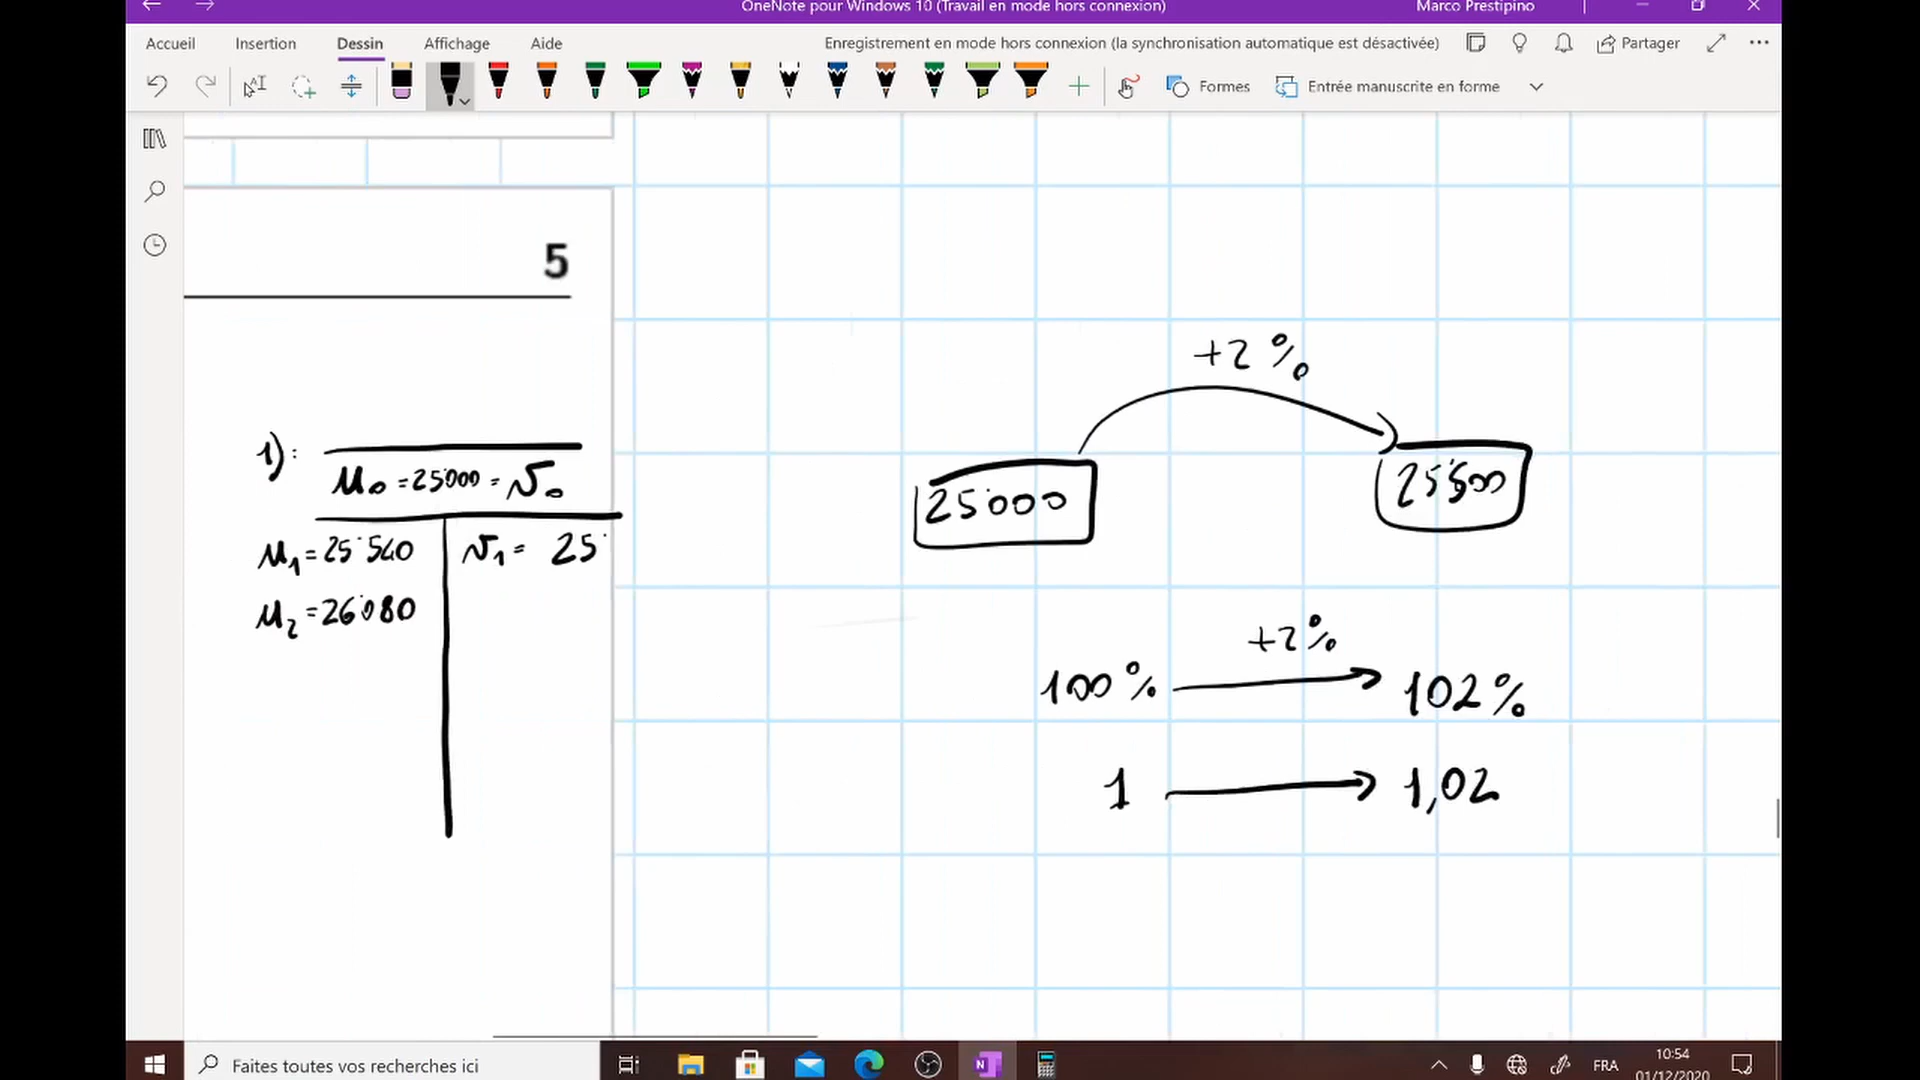 OneNote pour Windows 10 (Travail en mode hors connexion) Marco Prestipino
Accueil Insertion Dessin Affichage Aide Enregistrement en mode hors connexion (la synchronisation automatique est désactivée) Partager
Formes Entrée manuscrite en forme
5
+2%
1):
u₀ = 25'000 = v₀
25'000
25'500
u₁ = 25'540
v₁ = 25'
u₂ = 26'080
+2%
100% → 102%
1 → 1,02
Faites toutes vos recherches ici
FRA
10:54
01/12/2020